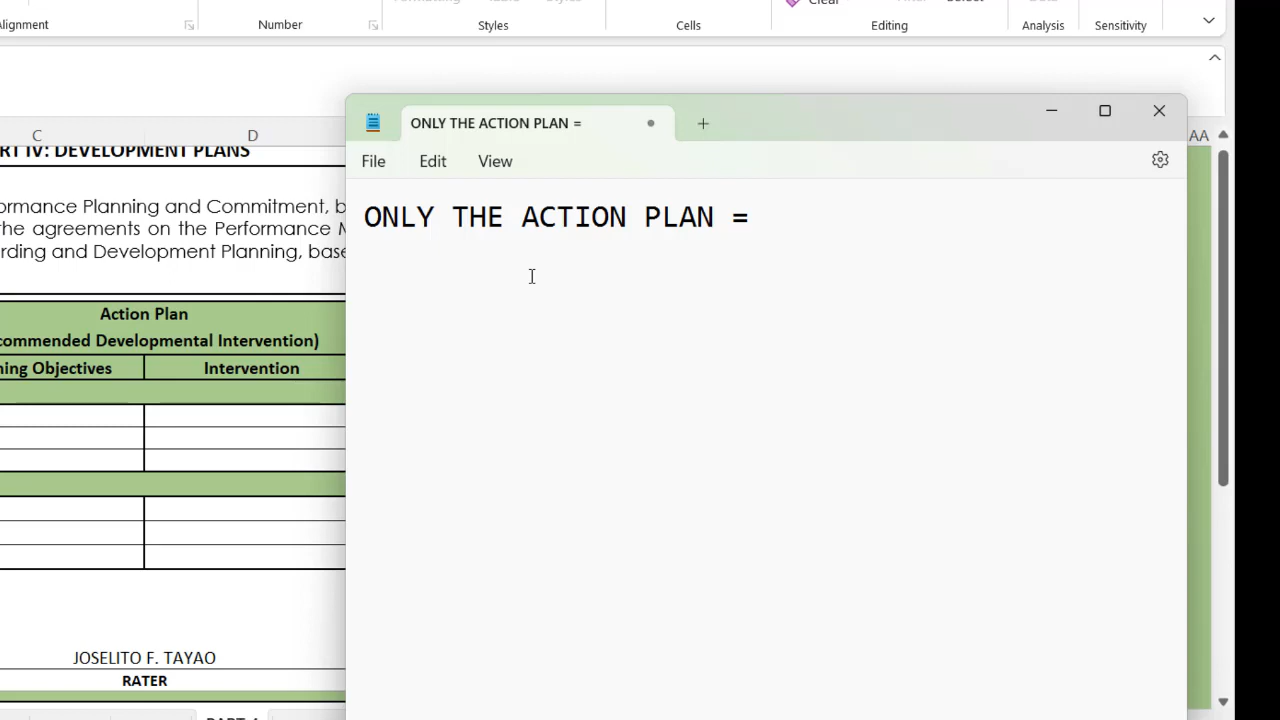 Clear
lignment
Number
Styles
Cells
Editing
Analysis
Sensitivity
C
D
AA
RT IV: DEVELOPMENT PLANS
ormance Planning and Commitment, b
the agreements on the Performance M
rding and Development Planning, base
Action Plan
commended Developmental Intervention)
ning Objectives
Intervention
JOSELITO F. TAYAO
RATER
ONLY THE ACTION PLAN =
File
Edit
View
ONLY THE ACTION PLAN =